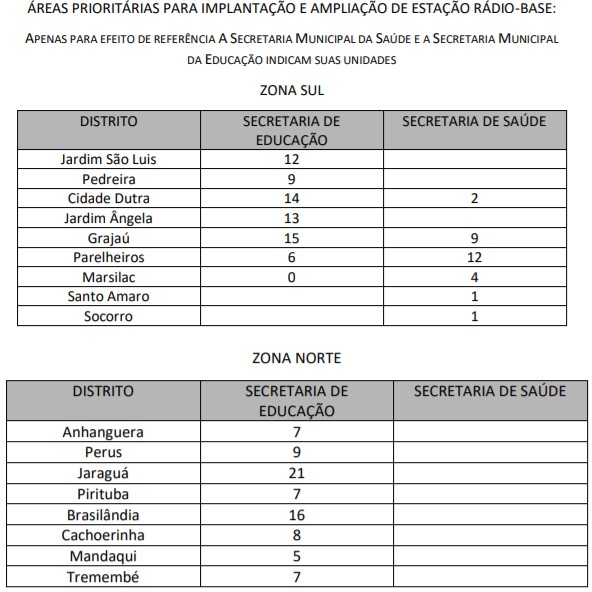 ÁREAS PRIORITÁRIAS PARA IMPLANTAÇÃO E AMPLIAÇÃO DE ESTAÇÃO RÁDIO-BASE:
APENAS PARA EFEITO DE REFERÊNCIA A SECRETARIA MUNICIPAL DA SAÚDE E A SECRETARIA MUNICIPAL
DA EDUCAÇÃO INDICAM SUAS UNIDADES
ZONA SUL
DISTRITO SECRETARIA DE SECRETARIA DE SAÚDE
EDUCAÇÃO
Jardim São Luis 12
Pedreira 9
Cidade Dutra 14 2
Jardim Ângela 13
Grajaú 15 9
Parelheiros 6 12
Marsilac 0 4
Santo Amaro 1
Socorro 1
ZONA NORTE
DISTRITO SECRETARIA DE SECRETARIA DE SAÚDE
EDUCAÇÃO
Anhanguera 7
Perus 9
Jaraguá 21
Pirituba 7
Brasilândia 16
Cachoerinha 8
Mandaqui 5
Tremembé 7